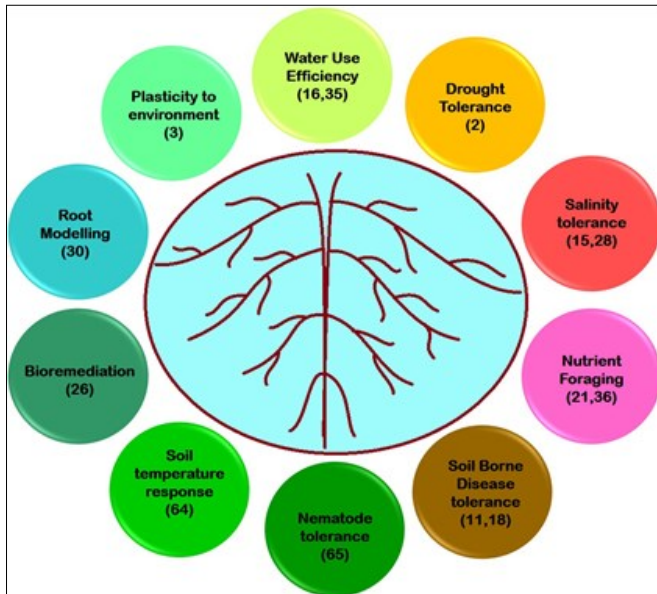 Water Use
Efficiency
(16,35)
Drought
Tolerance
(2)
Salinity
tolerance
(15,28)
Nutrient
Foraging
(21,36)
Soil Borne
Disease
tolerance
(11,18)
Nematode
tolerance
(65)
Soil
temperature
response
(64)
Bioremediation
(26)
Root
Modelling
(30)
Plasticity to
environment
(3)